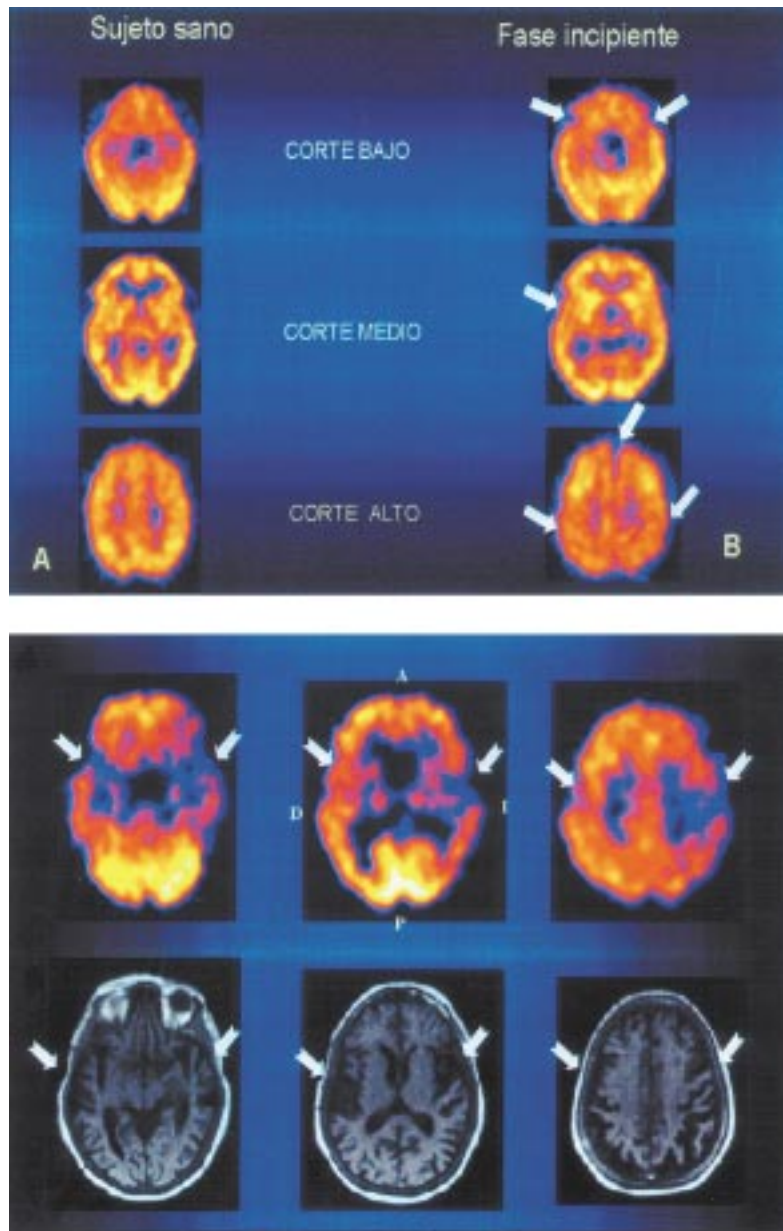 Sujeto sano
Fase incipiente
CORTE BAJO
CORTE MEDIO
CORTE ALTO
A
B
A
D
I
P